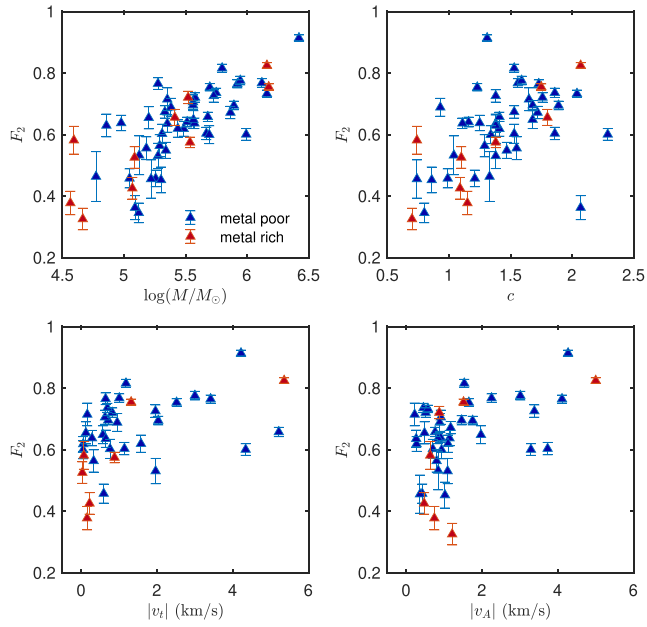 1
0.8
0.6
0.4
0.2
F₂
4.5 5 5.5 6 6.5
log(M/M⊙)
metal poor
metal rich
1
0.8
0.6
0.4
0.2
F₂
0.5 1 1.5 2 2.5
c
1
0.8
0.6
0.4
0.2
F₂
0 2 4 6
|vₜ| (km/s)
1
0.8
0.6
0.4
0.2
F₂
0 2 4 6
|v_A| (km/s)